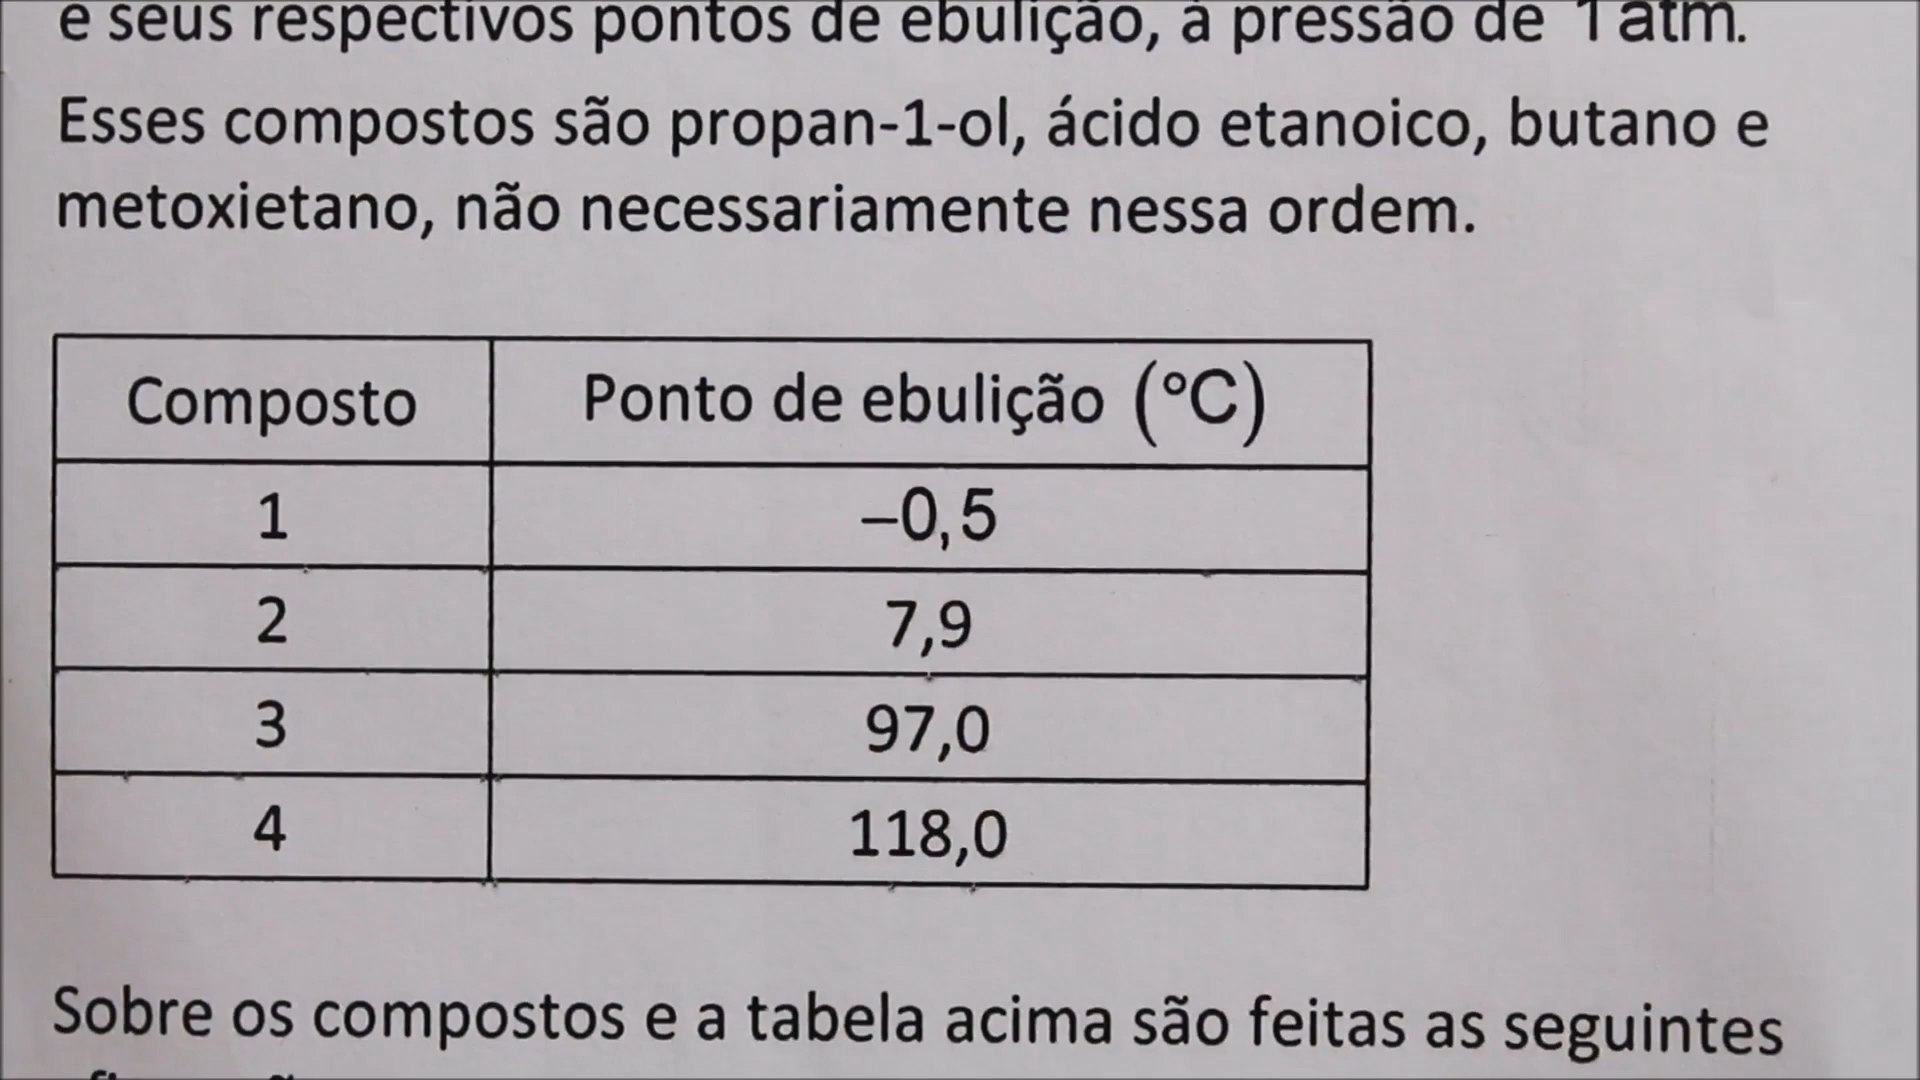 e seus respectivos pontos de ebulição, à pressão de 1 atm.
Esses compostos são propan-1-ol, ácido etanoico, butano e
metoxietano, não necessariamente nessa ordem.
Composto Ponto de ebulição (°C)
1 –0,5
2 7,9
3 97,0
4 118,0
Sobre os compostos e a tabela acima são feitas as seguintes